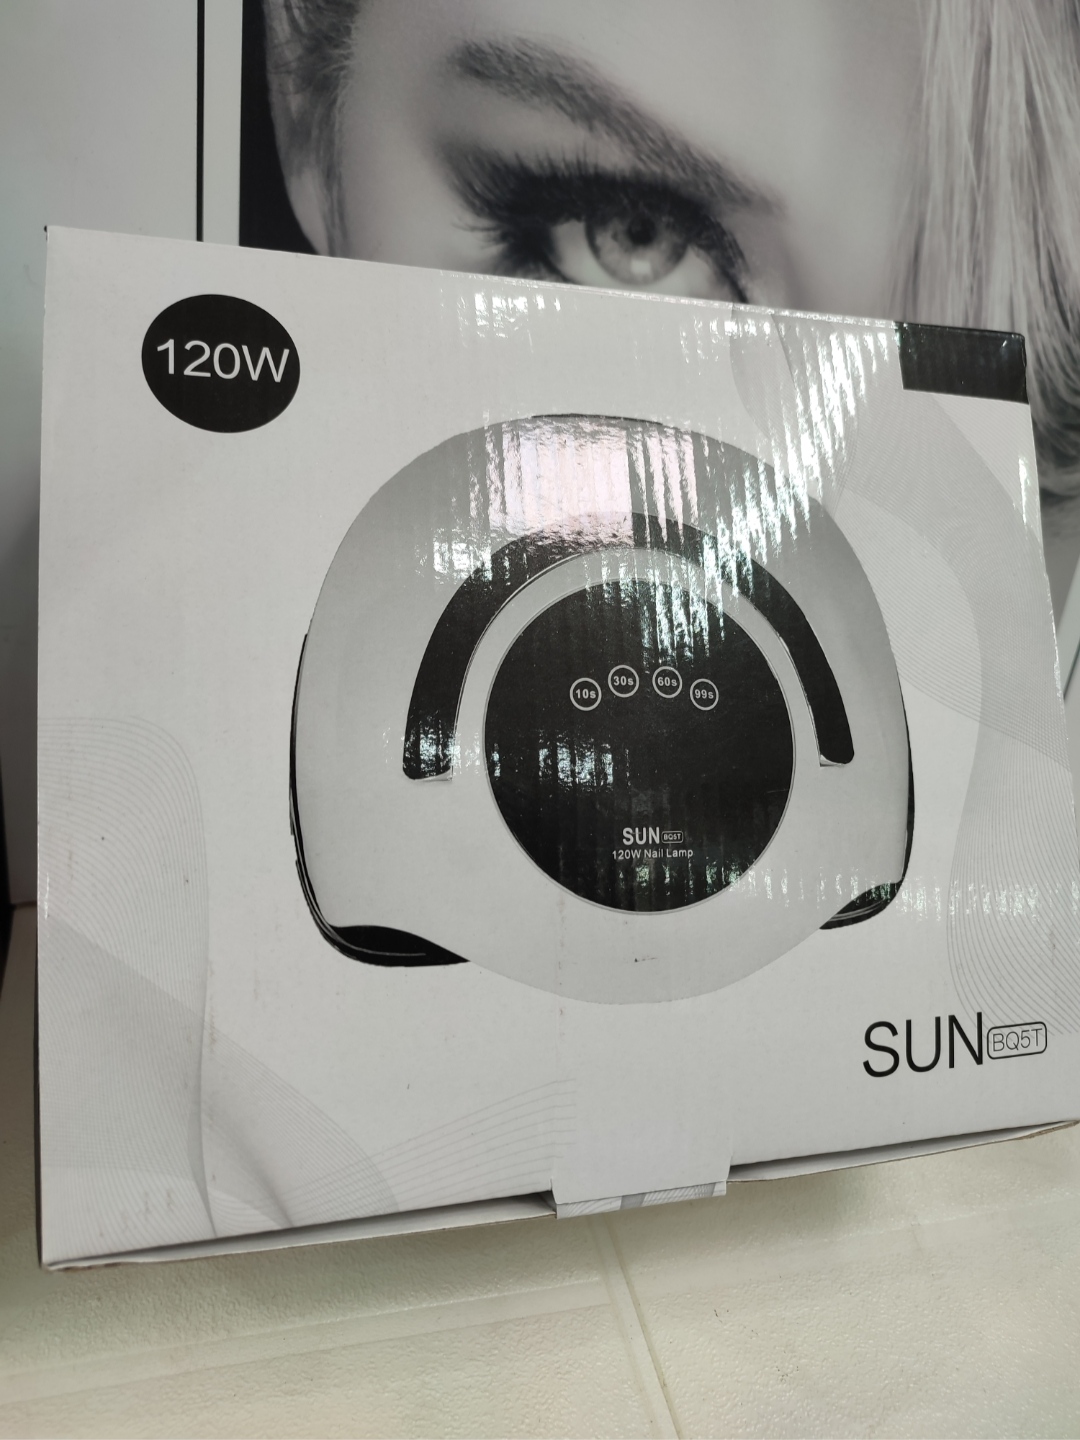 120W
10s 30s 60s 99s
SUN BQ5T
120W Nail Lamp
SUN BQ5T